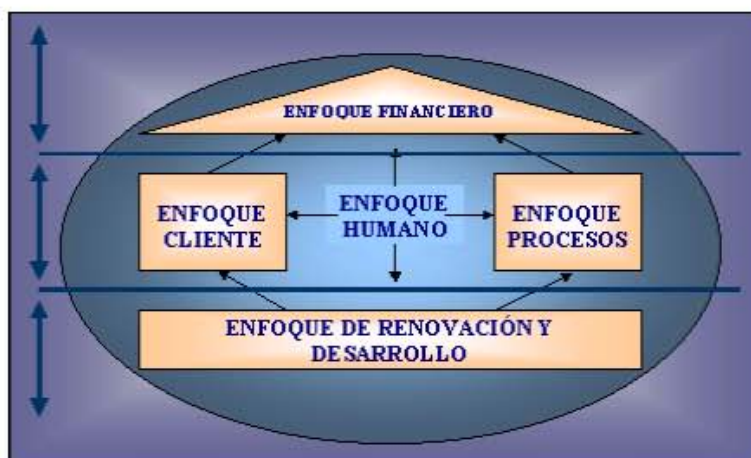 ENFOQUE FINANCIERO
ENFOQUE
CLIENTE
ENFOQUE
HUMANO
ENFOQUE
PROCESOS
ENFOQUE DE RENOVACIÓN Y
DESARROLLO